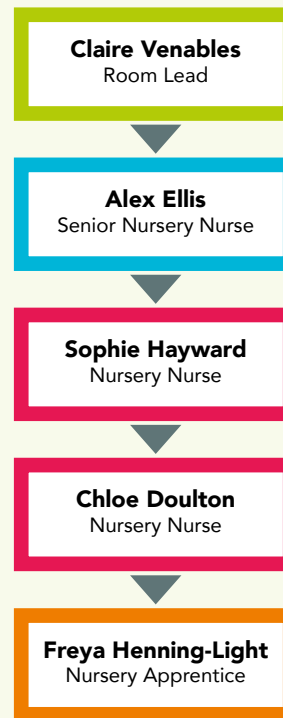 Claire Venables
Room Lead
Alex Ellis
Senior Nursery Nurse
Sophie Hayward
Nursery Nurse
Chloe Doulton
Nursery Nurse
Freya Henning-Light
Nursery Apprentice